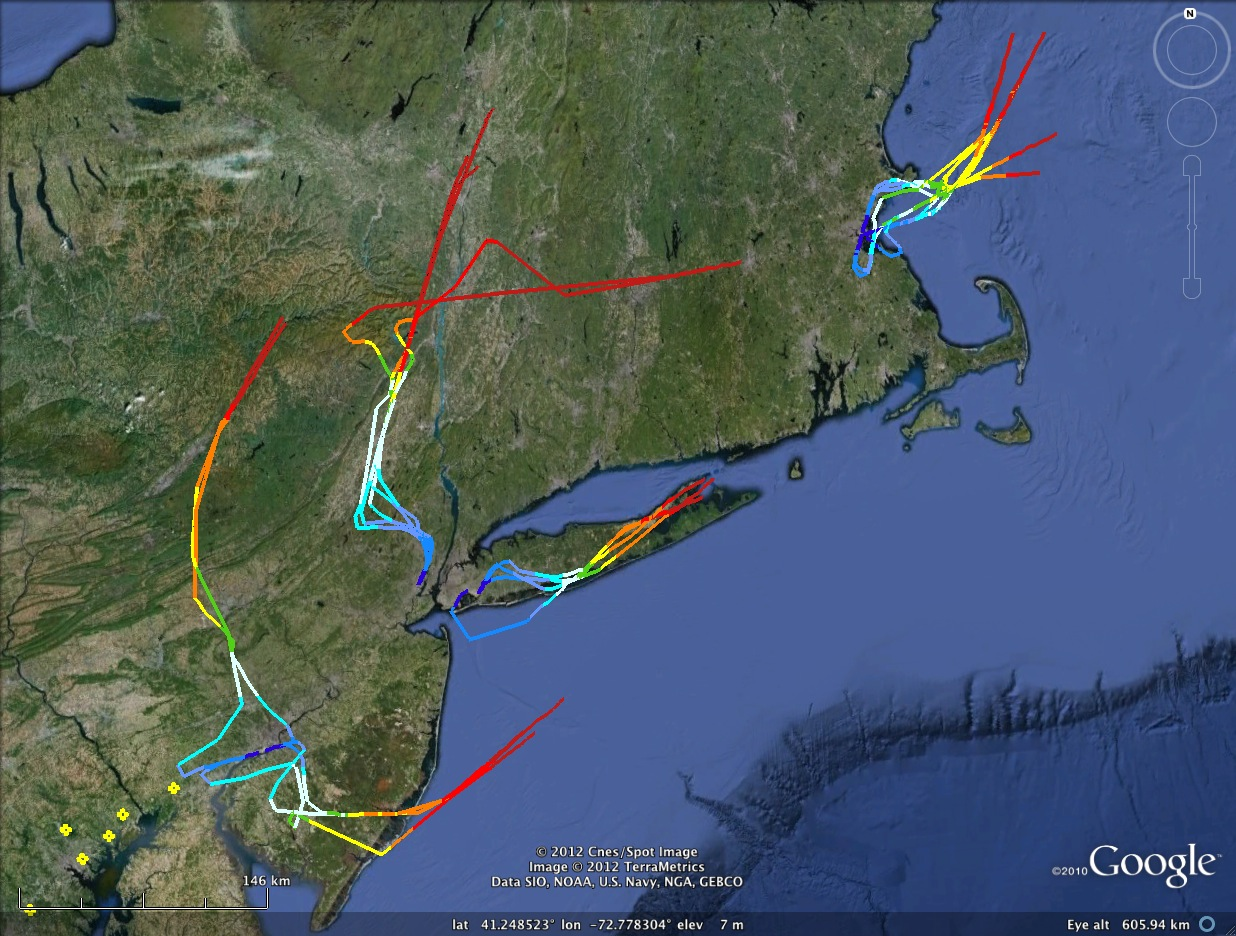 N
© 2012 Cnes/Spot Image
Image © 2012 TerraMetrics
Data SIO, NOAA, U.S. Navy, NGA, GEBCO
©2010 Google™
146 km
lat 41.248523° lon -72.778304° elev 7 m
Eye alt 605.94 km